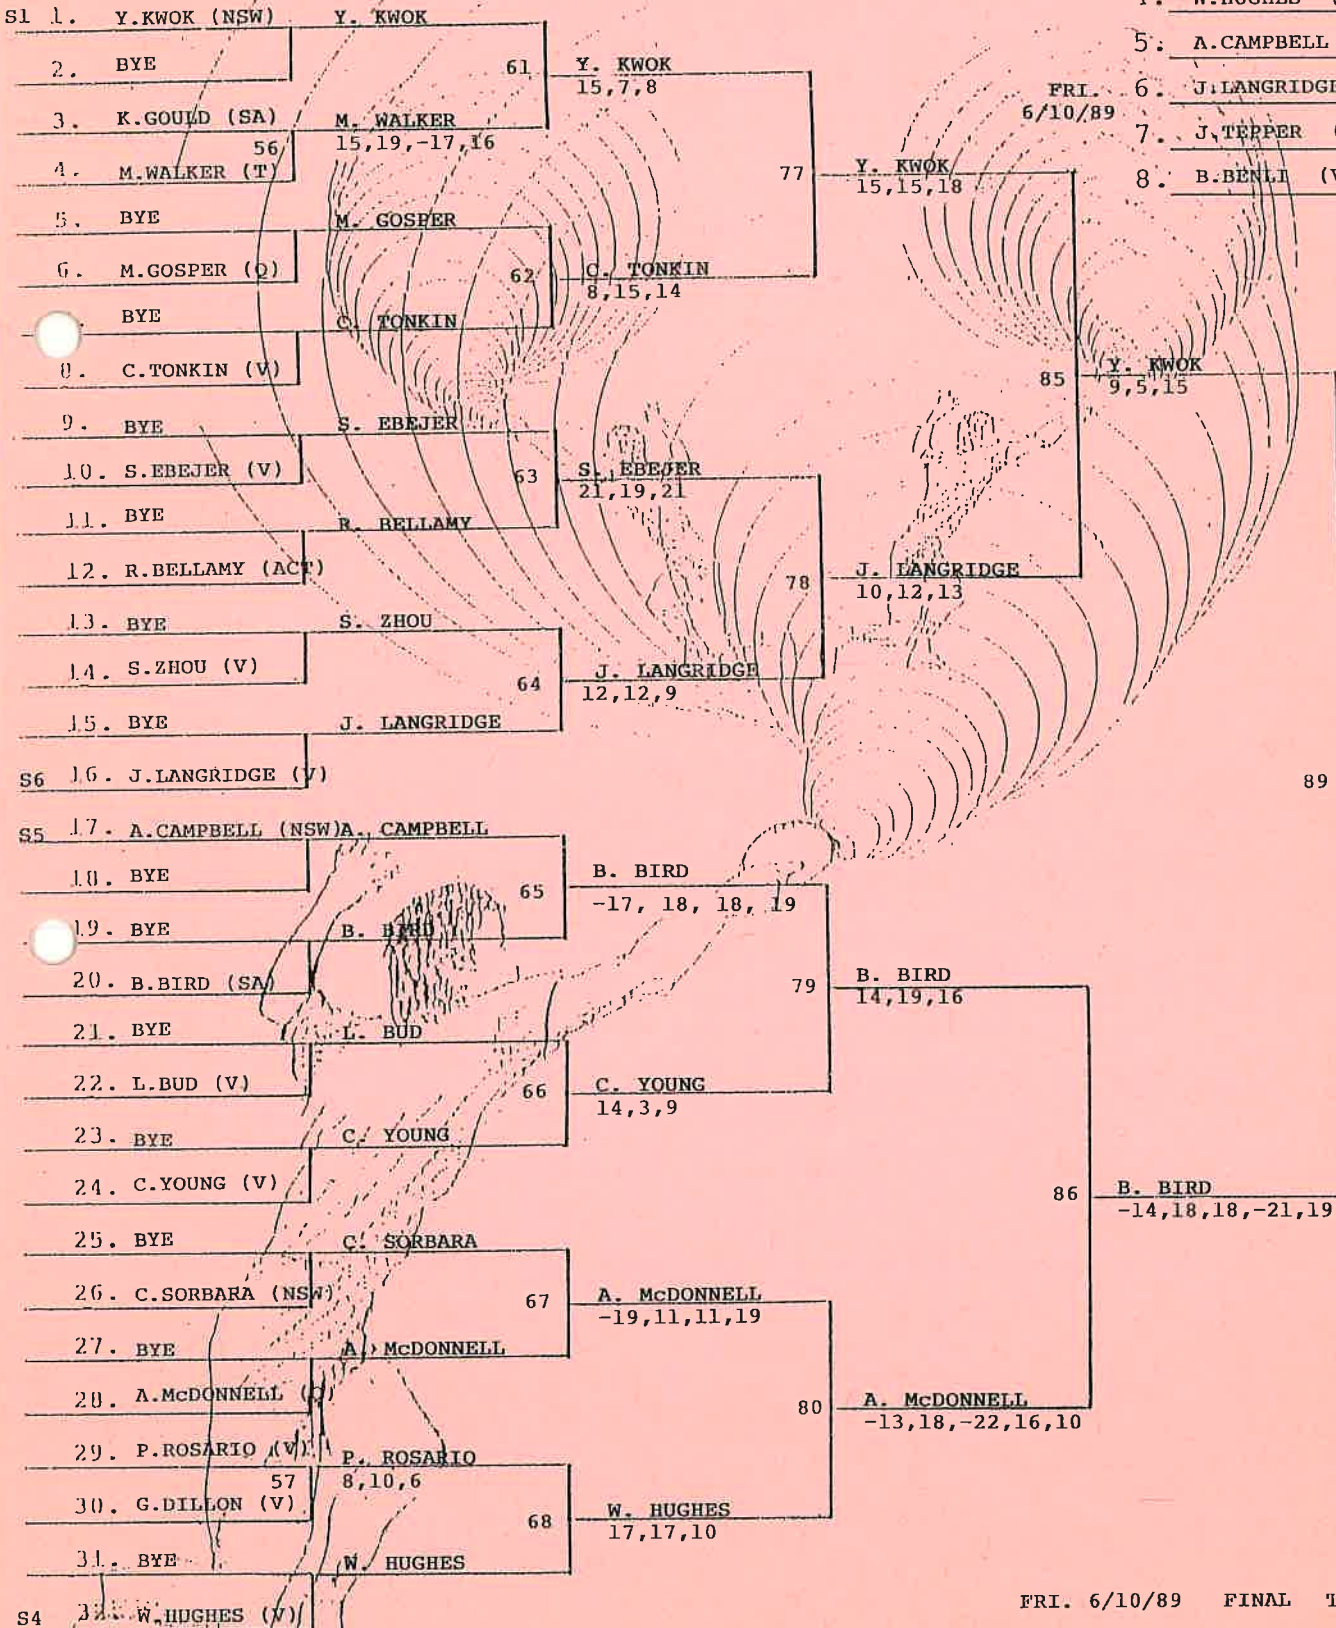 S1 1. Y.KWOK (NSW) Y. KWOK
2. BYE
61
Y. KWOK
15,7,8
3. K.GOULD (SA)
56
M. WALKER
15,19,-17,16
4. M.WALKER (T)
77
Y. KWOK
15,15,18
5. BYE
M. GOSPER
6. M.GOSPER (Q)
62
C. TONKIN
8,15,14
BYE
C. TONKIN
8. C.TONKIN (V)
85
Y. KWOK
9,5,15
9. BYE
S. EBEJER
10. S.EBEJER (V)
63
S. EBEJER
21,19,21
11. BYE
R. BELLAMY
12. R.BELLAMY (ACT)
78
J. LANGRIDGE
10,12,13
13. BYE
S. ZHOU
14. S.ZHOU (V)
64
J. LANGRIDGE
12,12,9
15. BYE
J. LANGRIDGE
S6 16. J.LANGRIDGE (V)
89
S5 17. A.CAMPBELL (NSW) A. CAMPBELL
18. BYE
65
B. BIRD
-17, 18, 18, 19
19. BYE
B. BIRD
20. B.BIRD (SA)
79
B. BIRD
14,19,16
21. BYE
L. BUD
22. L.BUD (V)
66
C. YOUNG
14,3,9
23. BYE
C. YOUNG
24. C.YOUNG (V)
86
B. BIRD
-14,18,18,-21,19
25. BYE
C. SORBARA
26. C.SORBARA (NSW)
67
A. McDONNELL
-19,11,11,19
27. BYE
A. McDONNELL
28. A.McDONNELL (Q)
80
A. McDONNELL
-13,18,-22,16,10
29. P.ROSARIO (V)
57
P. ROSARIO
8,10,6
30. G.DILLON (V)
68
W. HUGHES
17,17,10
31. BYE
W. HUGHES
S4 W.HUGHES (V)
W.HUGHES
5. A.CAMPBELL
FRI.
6/10/89
6. J.LANGRIDGE
7. J.TEPPER
8. B.BENLI (V
FRI. 6/10/89 FINAL